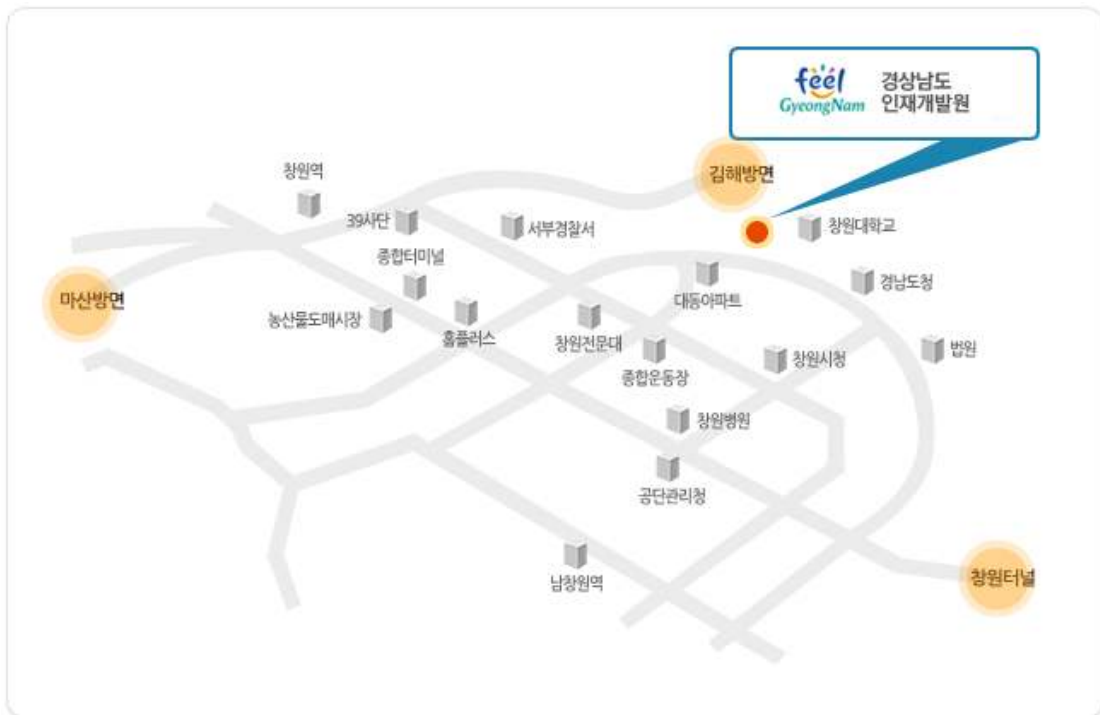 feel
GyeongNam
경상남도
인재개발원
김해방면
창원역
39사단
서부경찰서
창원대학교
종합터미널
경남도청
대동아파트
마산방면
농산물도매시장
홈플러스
창원전문대
종합운동장
창원시청
법원
창원병원
공단관리청
남창원역
창원터널